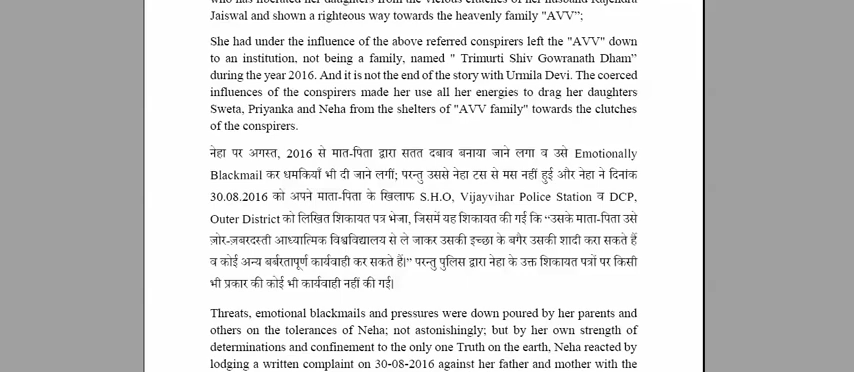 who has liberated her daughters from the vicious clutches of her husband Rajendra
Jaiswal and shown a righteous way towards the heavenly family "AVV";
She had under the influence of the above referred conspirers left the "AVV" down
to an institution, not being a family, named " Trimurti Shiv Gowranath Dham”
during the year 2016. And it is not the end of the story with Urmila Devi. The coerced
influences of the conspirers made her use all her energies to drag her daughters
Sweta, Priyanka and Neha from the shelters of "AVV family" towards the clutches
of the conspirers.
नेहा पर अगस्त, 2016 से मात-पिता द्वारा सतत दबाव बनाया जाने लगा व उसे Emotionally
Blackmail कर धमकियाँ भी दी जाने लगीं; परन्तु उससे नेहा टस से मस नहीं हुई और नेहा ने दिनांक
30.08.2016 को अपने माता-पिता के खिलाफ S.H.O, Vijayvihar Police Station व DCP,
Outer District को लिखित शिकायत पत्र भेजा, जिसमें यह शिकायत की गई कि “उसके माता-पिता उसे
ज़ोर-ज़बरदस्ती आध्यात्मिक विश्वविद्यालय से ले जाकर उसकी इच्छा के बगैर उसकी शादी करा सकते हैं
व कोई अन्य बर्बरतापूर्ण कार्यवाही कर सकते हैं।” परन्तु पुलिस द्वारा नेहा के उक्त शिकायत पत्रों पर किसी
भी प्रकार की कोई भी कार्यवाही नहीं की गई।
Threats, emotional blackmails and pressures were down poured by her parents and
others on the tolerances of Neha; not astonishingly; but by her own strength of
determinations and confinement to the only one Truth on the earth, Neha reacted by
lodging a written complaint on 30-08-2016 against her father and mother with the